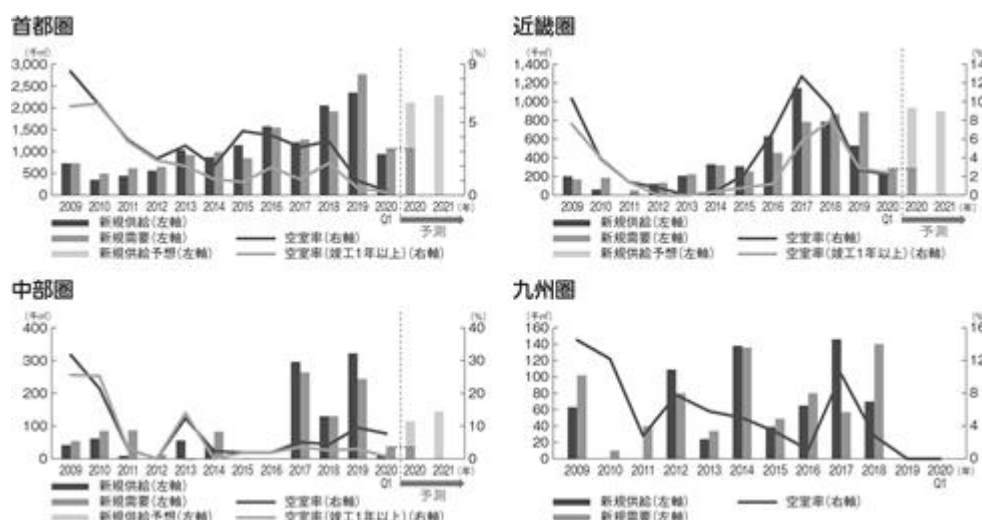 首都圏
(千㎡) (%)
3,000 9
2,500
2,000
1,500 5
1,000
500
0 0
2009 2010 2011 2012 2013 2014 2015 2016 2017 2018 2019 2020 2020 2021 (年)
Q1 予測
新規供給(左軸)
新規需要(左軸) 空室率(右軸)
新規供給予想(左軸) 空室率(竣工1年以上)(右軸)
近畿圏
(千㎡) (%)
1,400 14
1,200 12
1,000 10
800 8
600 6
400 4
200 2
0 0
2009 2010 2011 2012 2013 2014 2015 2016 2017 2018 2019 2020 2020 2021 (年)
Q1 予測
新規供給(左軸)
新規需要(左軸) 空室率(右軸)
新規供給予想(左軸) 空室率(竣工1年以上)(右軸)
中部圏
(千㎡) (%)
400 40
300 30
200 20
100 10
0 0
2009 2010 2011 2012 2013 2014 2015 2016 2017 2018 2019 2020 2020 2021 (年)
Q1 予測
新規供給(左軸)
新規需要(左軸) 空室率(右軸)
新規供給予想(左軸) 空室率(竣工1年以上)(右軸)
九州圏
(千㎡) (%)
160 16
140
120 12
100
80 8
60
40 4
20
0 0
2009 2010 2011 2012 2013 2014 2015 2016 2017 2018 2019 2020 (年)
Q1
新規供給(左軸) 空室率(右軸)
新規需要(左軸)